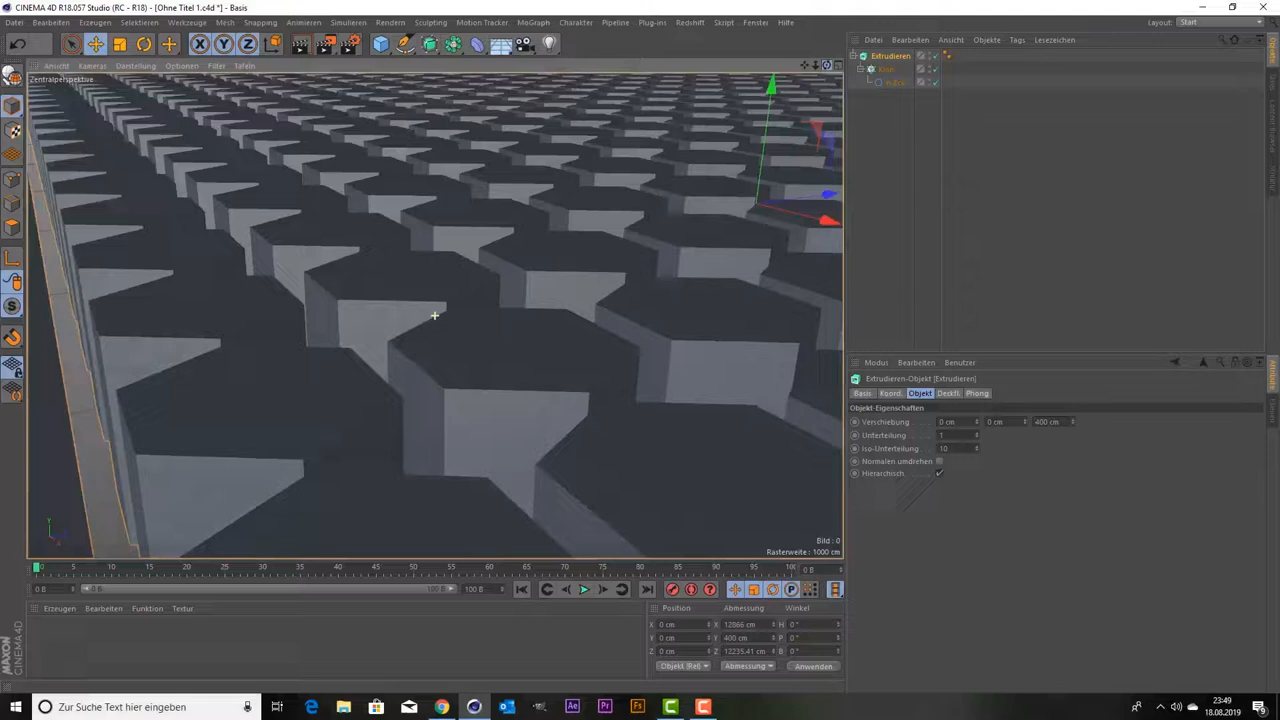 CINEMA 4D R18.057 Studio (RC - R18) - [Ohne Titel 1.c4d *] - Basis
Datei Bearbeiten Erzeugen Selektieren Werkzeuge Mesh Snapping Animieren Simulieren Rendern Sculpting Motion Tracker MoGraph Charakter Pipeline Plug-ins Redshift Skript Fenster Hilfe
Layout: Start
X Y Z
Datei Bearbeiten Ansicht Objekte Tags Lesezeichen
Ansicht Kameras Darstellung Optionen Filter Tafeln
Zentralperspektive
Extrudieren
Klon
n-Eck
Bild : 0
Rasterweite : 1000 cm
Modus Bearbeiten Benutzer
Extrudieren-Objekt [Extrudieren]
Basis Koord. Objekt Deckfl. Phong
Objekt-Eigenschaften
Verschiebung 0 cm 0 cm 400 cm
Unterteilung 1
Iso-Unterteilung 10
Normalen umdrehen
Hierarchisch
0 5 10 15 20 25 30 35 40 45 50 55 60 65 70 75 80 85 90 95 100
0 B
0 B 100 B 100 B
Erzeugen Bearbeiten Funktion Textur
Position Abmessung Winkel
X 0 cm X 12866 cm H 0 °
Y 0 cm Y 400 cm P 0 °
Z 0 cm Z 12235.41 cm B 0 °
Objekt (Rel) Abmessung Anwenden
MAXON CINEMA 4D
Zur Suche Text hier eingeben
Ae Pr Fs
23:49
18.08.2019